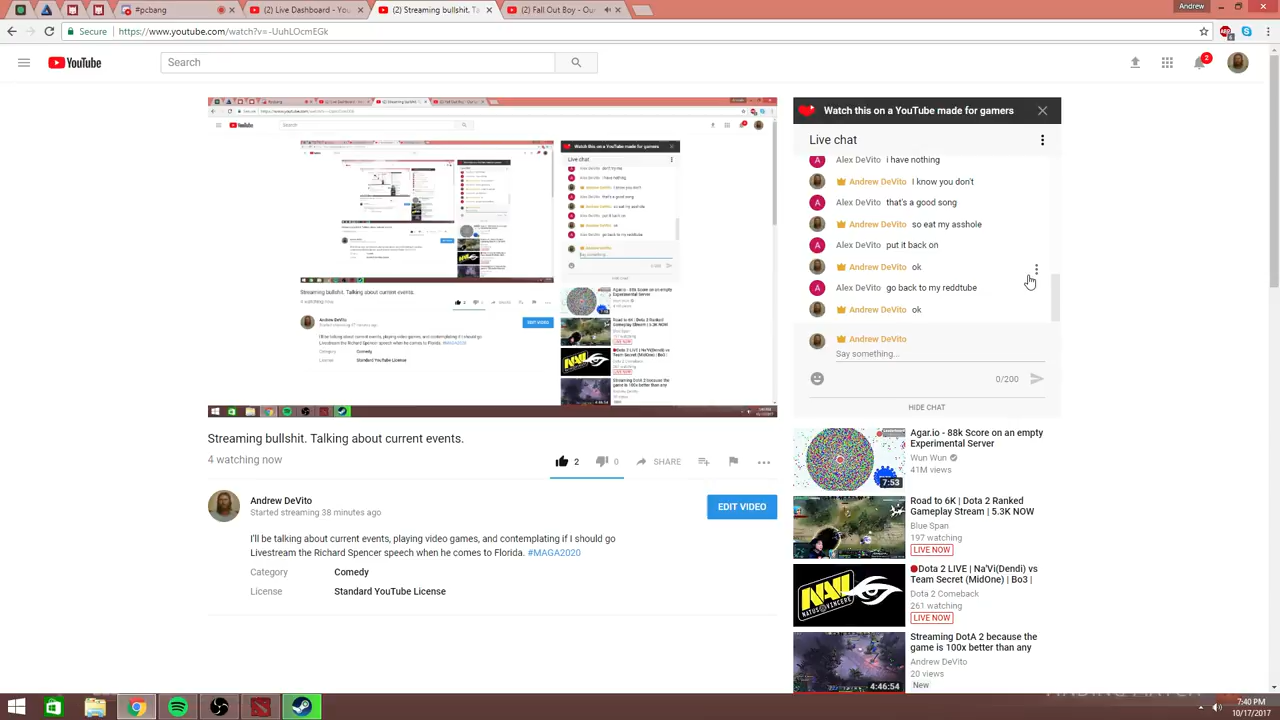 #pcbang
(2) Live Dashboard - You
(2) Streaming bullshit. Ta
(2) Fall Out Boy - Ou
Andrew
Secure
https://www.youtube.com/watch?v=-UuhLOcmEGk
YouTube
Search
2
Watch this on a YouTube made for gamers
Live chat
Alex DeVito i have nothing
Andrew DeVito i know you don't
Alex DeVito that's a good song
Andrew DeVito so eat my asshole
Alex DeVito put it back on
Andrew DeVito ok
Alex DeVito go back to my reddtube
Andrew DeVito ok
Andrew DeVito
Say something...
0/200
HIDE CHAT
Streaming bullshit. Talking about current events.
4 watching now
2
0
SHARE
Andrew DeVito
Started streaming 38 minutes ago
EDIT VIDEO
I'll be talking about current events, playing video games, and contemplating if I should go
Livestream the Richard Spencer speech when he comes to Florida. #MAGA2020
Category Comedy
License Standard YouTube License
Agar.io - 88k Score on an empty
Experimental Server
Wun Wun
41M views
7:53
Road to 6K | Dota 2 Ranked
Gameplay Stream | 5.3K NOW
Blue Span
197 watching
LIVE NOW
Dota 2 LIVE | Na'Vi(Dendi) vs
Team Secret (MidOne) | Bo3 |
Dota 2 Comeback
261 watching
LIVE NOW
NAVI
NATUS VINCERE
Streaming DotA 2 because the
game is 100x better than any
Andrew DeVito
20 views
New
4:46:54
7:40 PM
10/17/2017